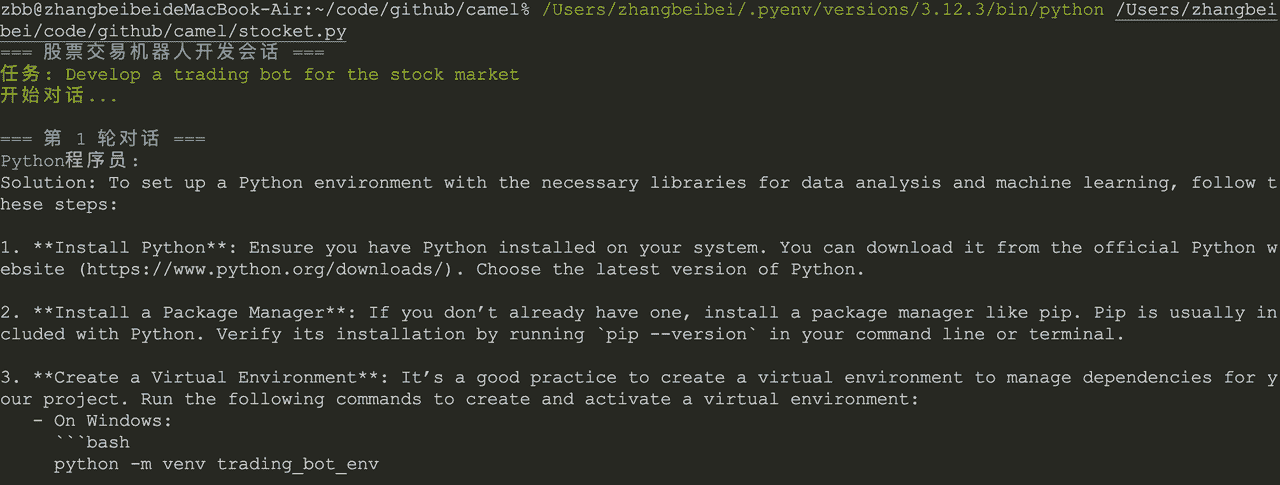 zbb@zhangbeibeideMacBook-Air:~/code/github/camel% /Users/zhangbeibei/.pyenv/versions/3.12.3/bin/python /Users/zhangbei
bei/code/github/camel/stocket.py
=== 股票交易机器人开发会话 ===
任务: Develop a trading bot for the stock market
开始对话...
=== 第 1 轮对话 ===
Python程序员:
Solution: To set up a Python environment with the necessary libraries for data analysis and machine learning, follow t
hese steps:
1. **Install Python**: Ensure you have Python installed on your system. You can download it from the official Python w
ebsite (https://www.python.org/downloads/). Choose the latest version of Python.
2. **Install a Package Manager**: If you don’t already have one, install a package manager like pip. Pip is usually in
cluded with Python. Verify its installation by running `pip --version` in your command line or terminal.
3. **Create a Virtual Environment**: It’s a good practice to create a virtual environment to manage dependencies for y
our project. Run the following commands to create and activate a virtual environment:
- On Windows:
```bash
python -m venv trading_bot_env